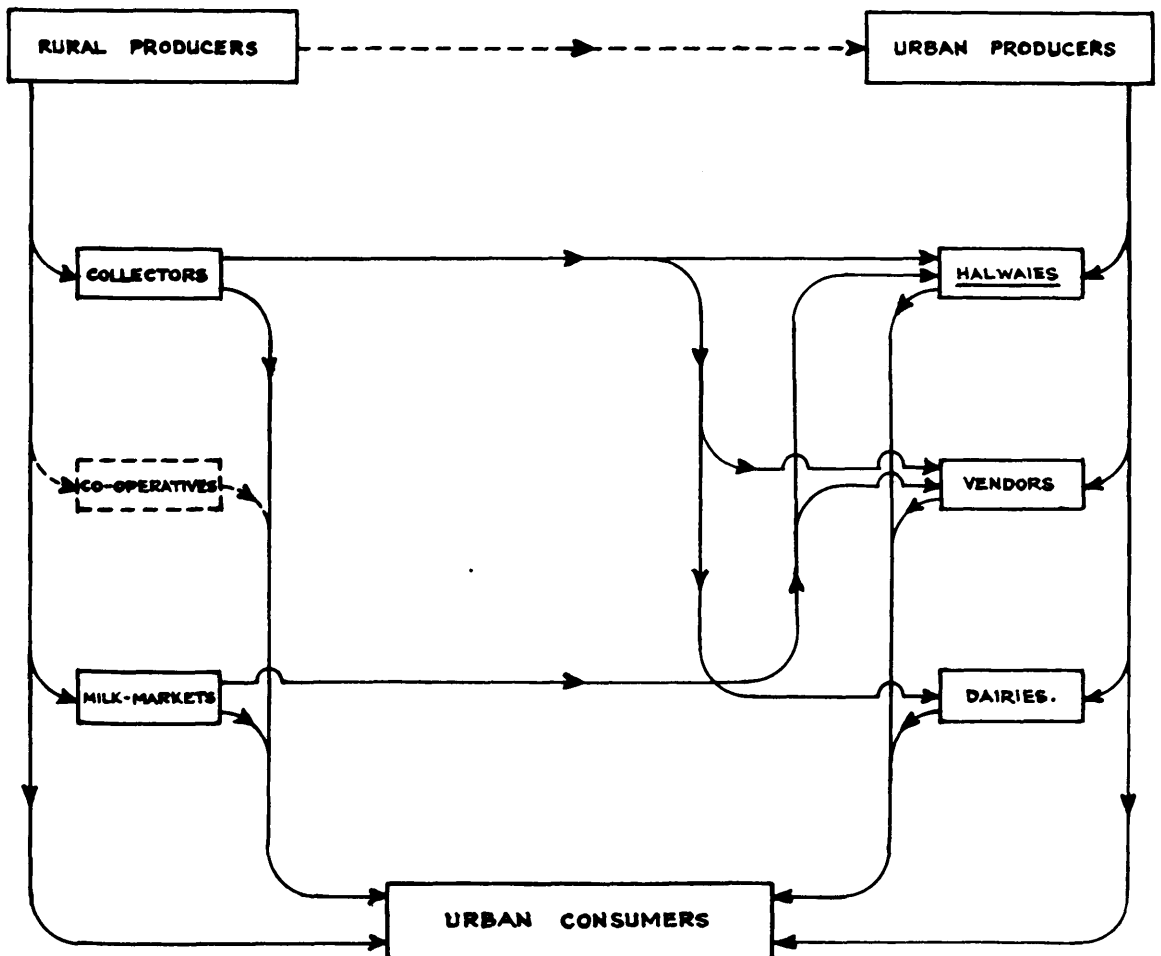 RURAL PRODUCERS
URBAN PRODUCERS
COLLECTORS
HALWAIES
CO-OPERATIVES
VENDORS
MILK-MARKETS
DAIRIES.
URBAN CONSUMERS